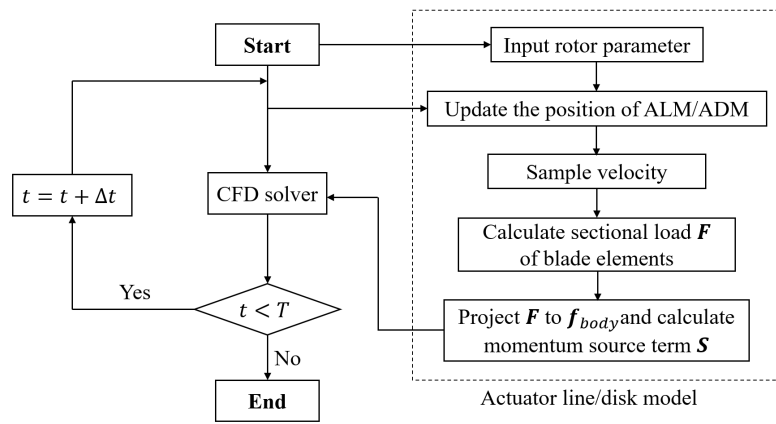 Start
Input rotor parameter
Update the position of ALM/ADM
Sample velocity
t = t + Δt
CFD solver
Calculate sectional load F
of blade elements
Yes
t < T
Project F to f_body and calculate
momentum source term S
No
End
Actuator line/disk model